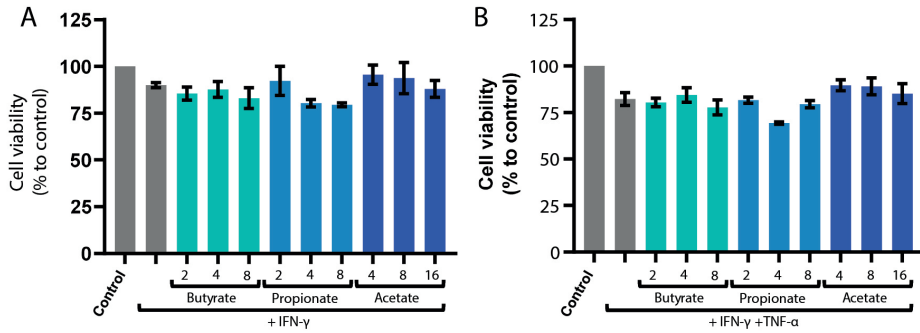 A
Cell viability
(% to control)
125
100
75
50
25
0
Control
2 4 8 2 4 8 4 8 16
Butyrate Propionate Acetate
+ IFN-γ
B
Cell viability
(% to control)
125
100
75
50
25
0
Control
2 4 8 2 4 8 4 8 16
Butyrate Propionate Acetate
+ IFN-γ +TNF-α